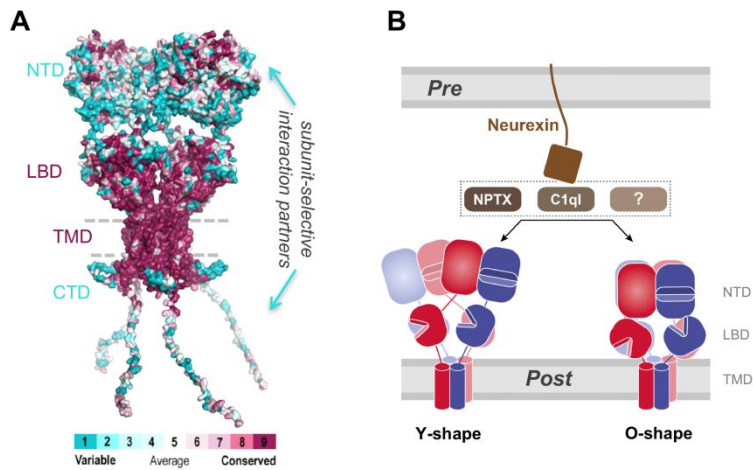 A
NTD
LBD
TMD
CTD
subunit-selective
interaction partners
1 2 3 4 5 6 7 8 9
Variable Average Conserved
B
Pre
Neurexin
NPTX C1ql ?
NTD
LBD
Post TMD
Y-shape O-shape